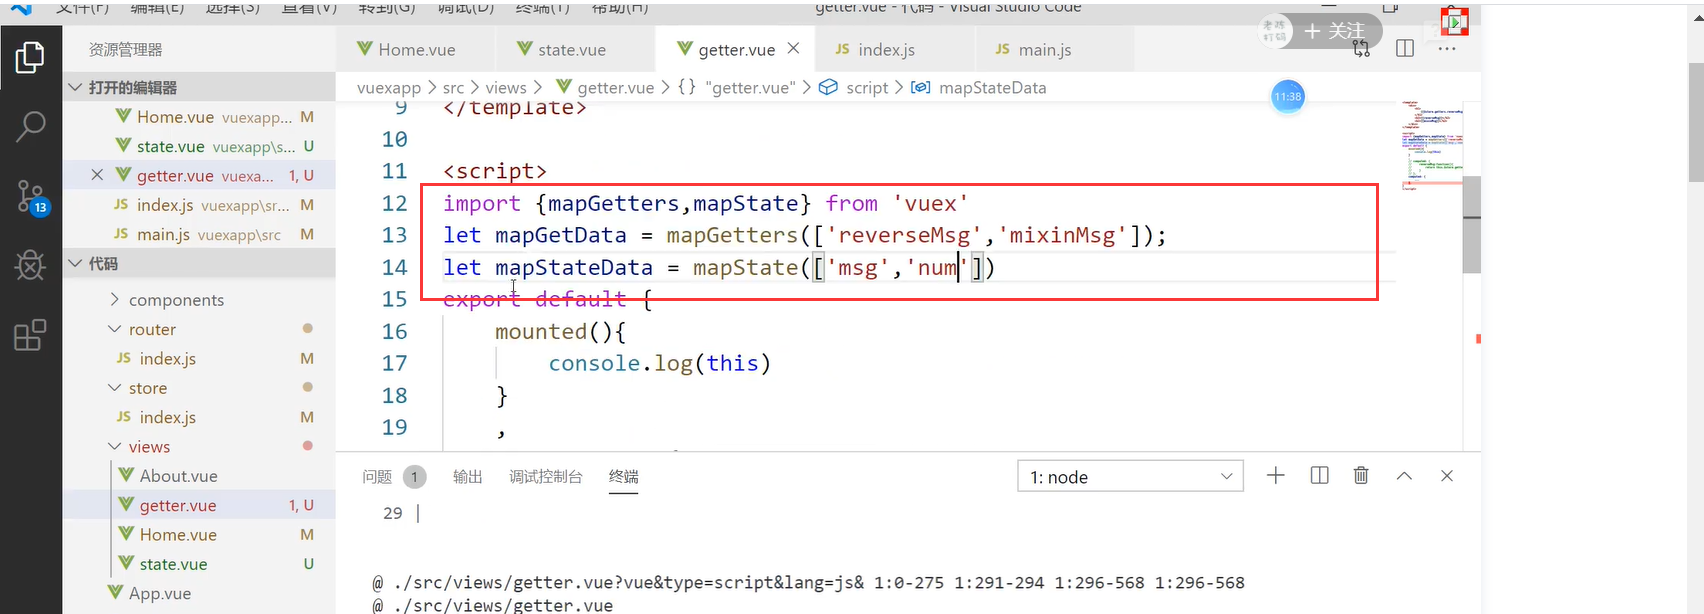 文件(F) 编辑(E) 选择(S) 查看(V) 转到(G) 调试(D) 终端(T) 帮助(H) getter.vue - 代码 - Visual Studio Code
老陈打码 + 关注
资源管理器 Home.vue state.vue getter.vue × JS index.js JS main.js
打开的编辑器 vuexapp > src > views > getter.vue > {} "getter.vue" > script > mapStateData
11:38
Home.vue vuexapp... M
state.vue vuexapp\s... U
getter.vue vuexa... 1, U
JS index.js vuexapp\sr... M
JS main.js vuexapp\src M
代码
components
router
JS index.js M
store
JS index.js M
views
About.vue
getter.vue 1, U
Home.vue M
state.vue U
App.vue
13
9 </template>
10
11 <script>
12 import {mapGetters,mapState} from 'vuex'
13 let mapGetData = mapGetters(['reverseMsg','mixinMsg']);
14 let mapStateData = mapState(['msg','num'])
15 export default {
16 mounted(){
17 console.log(this)
18 }
19 ,
问题 1 输出 调试控制台 终端 1: node
29 |
@ ./src/views/getter.vue?vue&type=script&lang=js& 1:0-275 1:291-294 1:296-568 1:296-568
@ ./src/views/getter.vue